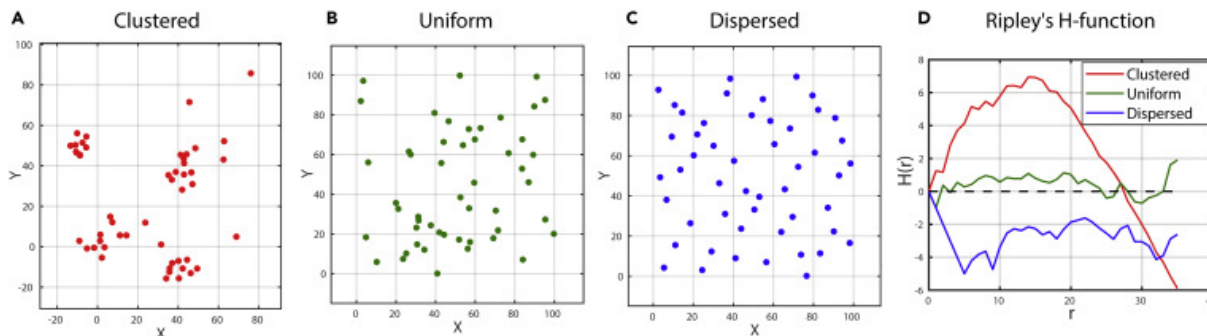 A Clustered
100
80
60
40
20
0
-20
-20 0 20 40 60 80
Y
X
B Uniform
100
80
60
40
20
0
0 20 40 60 80 100
Y
X
C Dispersed
100
80
60
40
20
0
0 20 40 60 80 100
Y
X
D Ripley's H-function
Clustered
Uniform
Dispersed
8
6
4
2
0
-2
-4
-6
0 10 20 30
H(r)
r